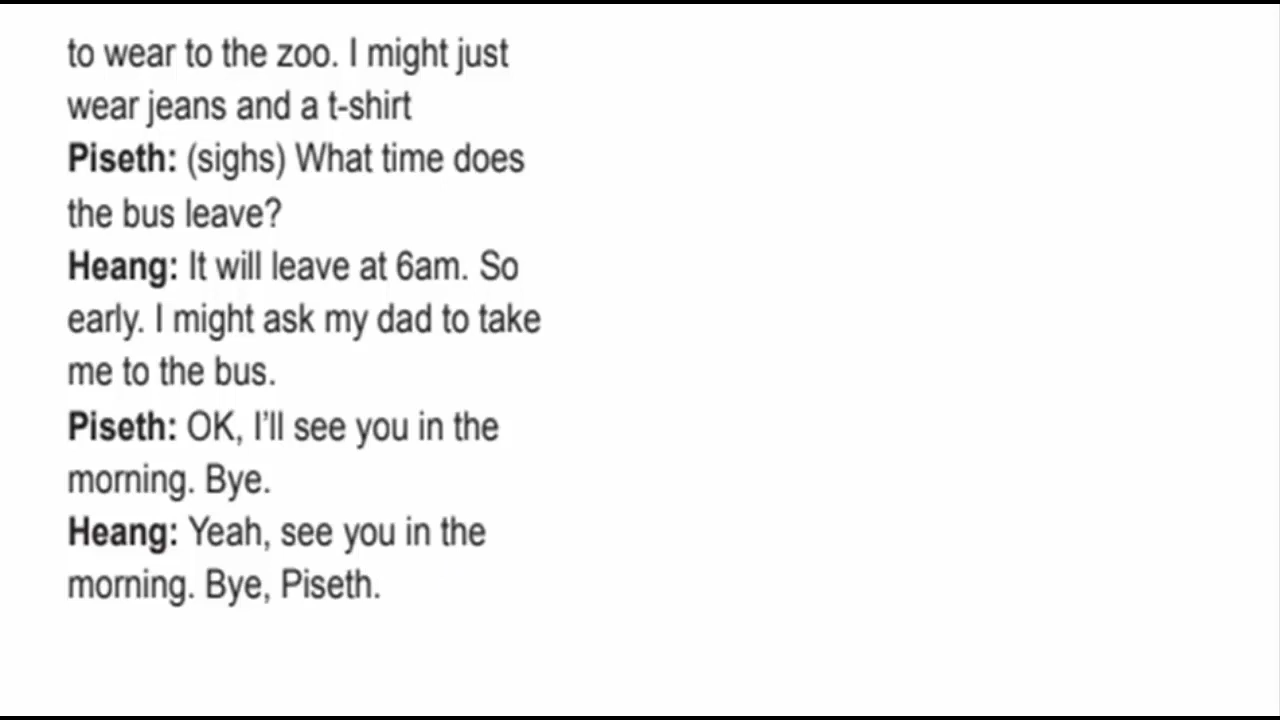 to wear to the zoo. I might just
wear jeans and a t-shirt
Piseth: (sighs) What time does
the bus leave?
Heang: It will leave at 6am. So
early. I might ask my dad to take
me to the bus.
Piseth: OK, I’ll see you in the
morning. Bye.
Heang: Yeah, see you in the
morning. Bye, Piseth.